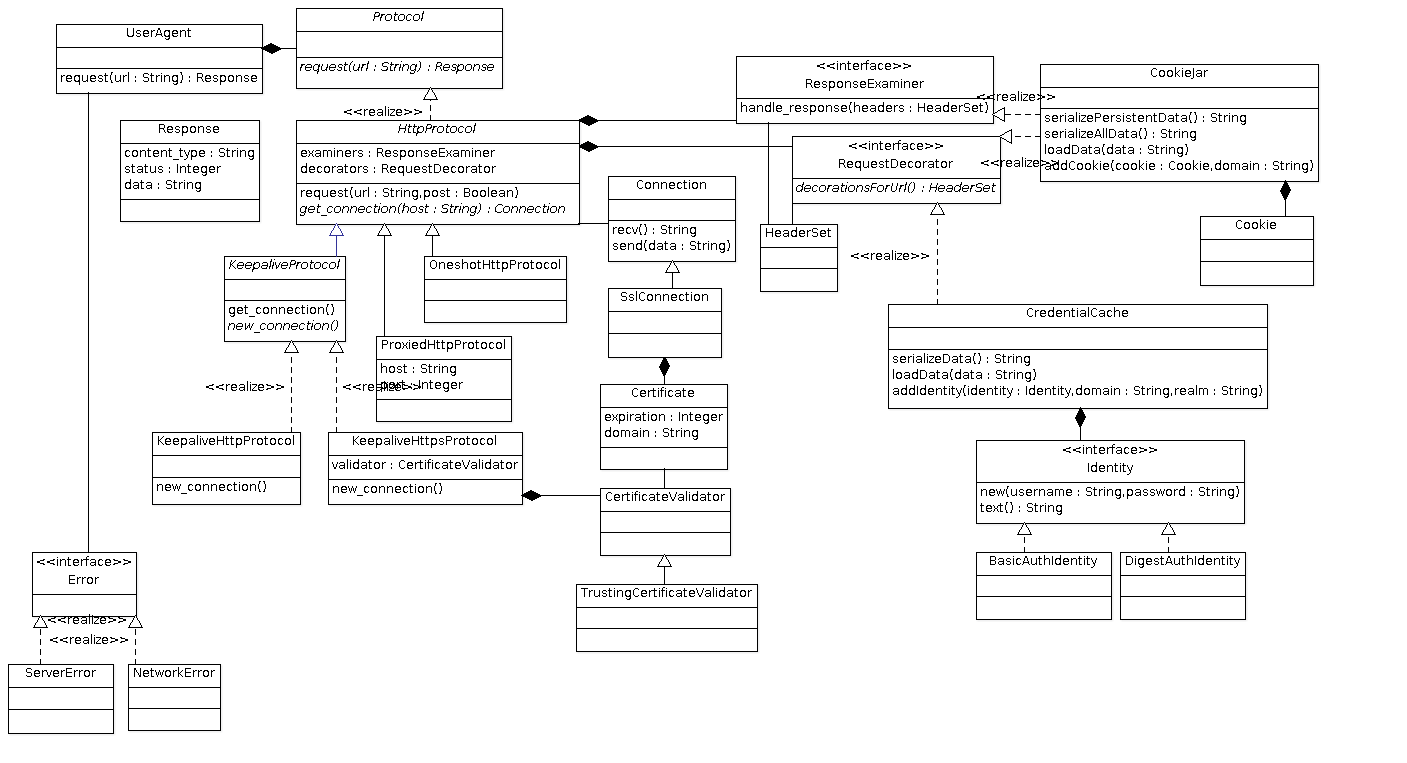 UserAgent
request(url : String) : Response
Protocol
request(url : String) : Response
<<realize>>
Response
content_type : String
status : Integer
data : String
HttpProtocol
examiners : ResponseExaminer
decorators : RequestDecorator
request(url : String,post : Boolean)
get_connection(host : String) : Connection
<<interface>>
ResponseExaminer
handle_response(headers : HeaderSet)
<<realize>>
CookieJar
serializePersistentData() : String
serializeAllData() : String
loadData(data : String)
addCookie(cookie : Cookie,domain : String)
<<interface>>
RequestDecorator
decorationsForUrl() : HeaderSet
<<realize>>
Connection
recv() : String
send(data : String)
HeaderSet
Cookie
<<realize>>
KeepaliveProtocol
get_connection()
new_connection()
OneshotHttpProtocol
SslConnection
CredentialCache
serializeData() : String
loadData(data : String)
addIdentity(identity : Identity,domain : String,realm : String)
ProxiedHttpProtocol
host : String
port : Integer
<<realize>>
<<realize>>
Certificate
expiration : Integer
domain : String
KeepaliveHttpProtocol
new_connection()
KeepaliveHttpsProtocol
validator : CertificateValidator
new_connection()
<<interface>>
Identity
new(username : String,password : String)
text() : String
CertificateValidator
BasicAuthIdentity
DigestAuthIdentity
<<interface>>
Error
TrustingCertificateValidator
<<realize>>
<<realize>>
ServerError
NetworkError